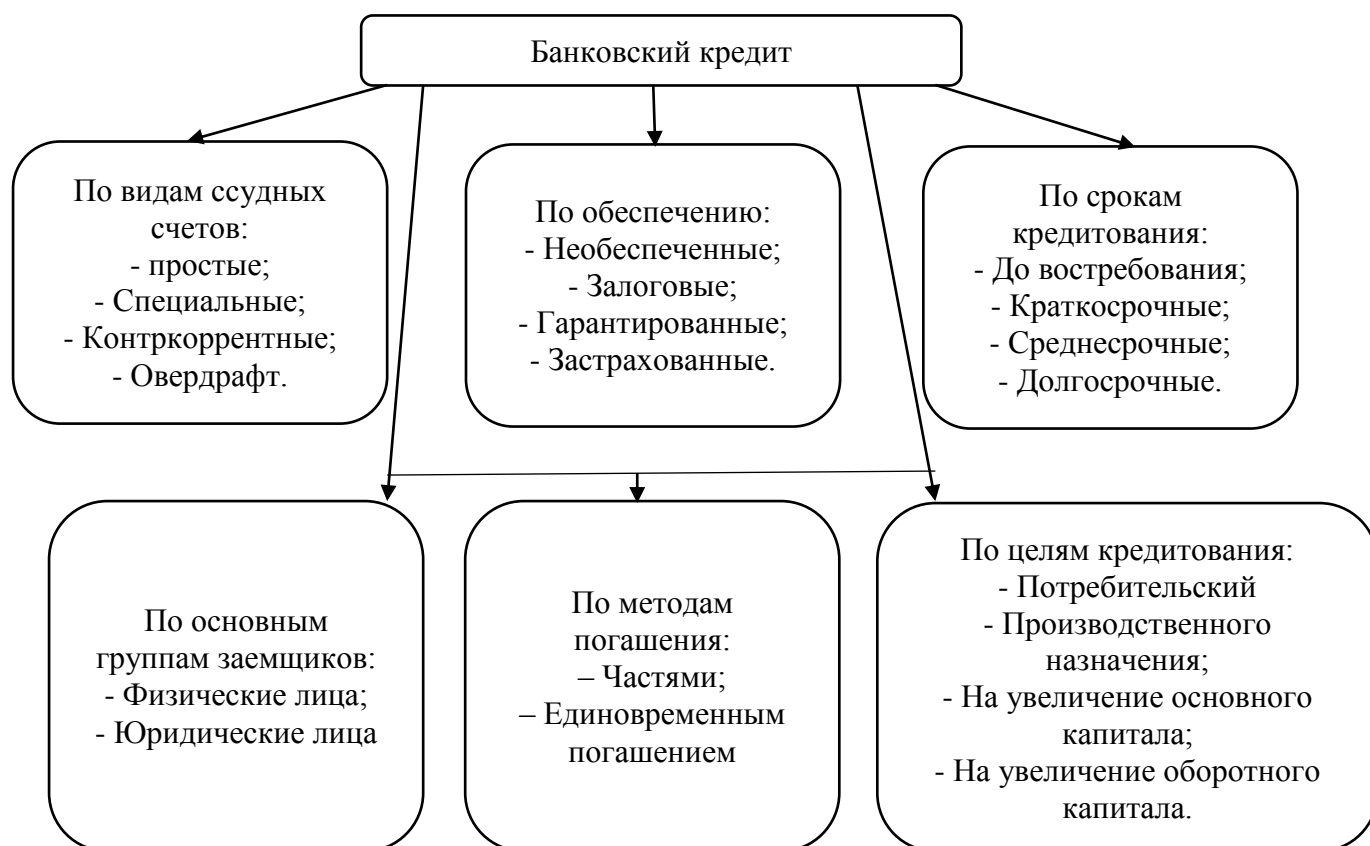 Банковский кредит
По видам ссудных
счетов:
- простые;
- Специальные;
- Контркоррентные;
- Овердрафт.
По обеспечению:
- Необеспеченные;
- Залоговые;
- Гарантированные;
- Застрахованные.
По срокам
кредитования:
- До востребования;
- Краткосрочные;
- Среднесрочные;
- Долгосрочные.
По основным
группам заемщиков:
- Физические лица;
- Юридические лица
По методам
погашения:
– Частями;
– Единовременным
погашением
По целям кредитования:
- Потребительский
- Производственного
назначения;
- На увеличение основного
капитала;
- На увеличение оборотного
капитала.